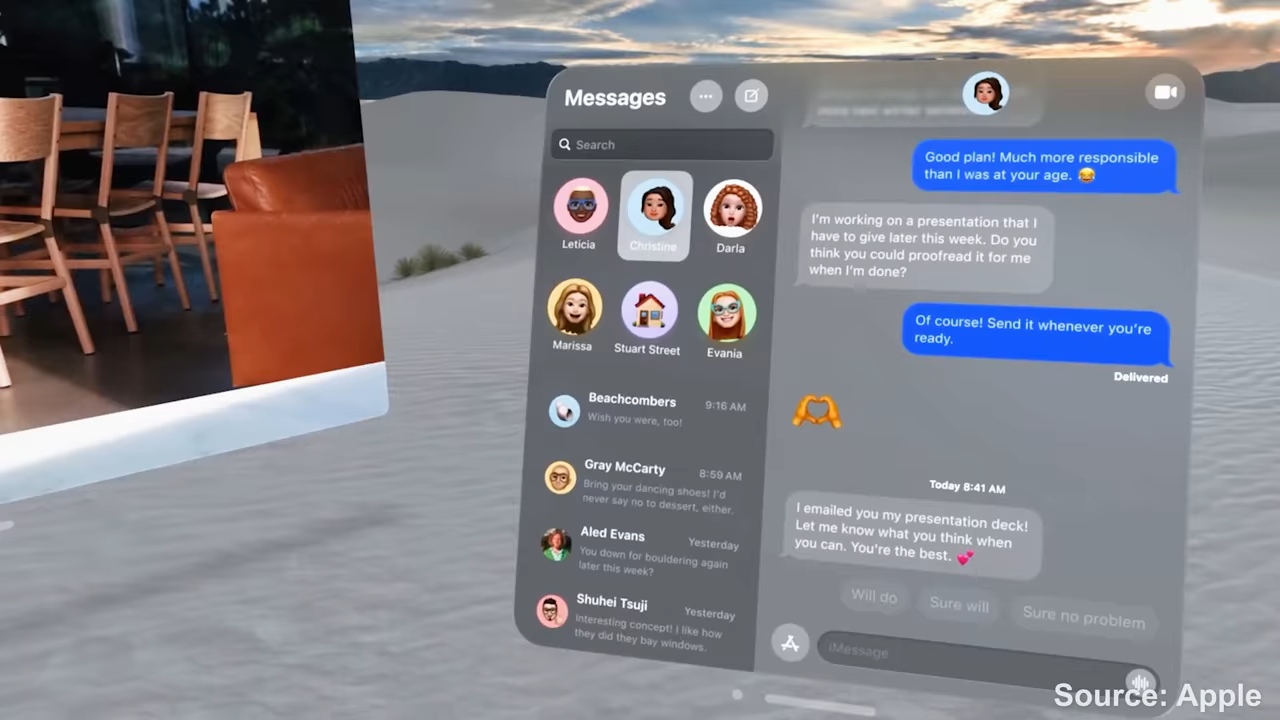 Messages
Search
Leticia
Christine
Darla
Marissa
Stuart Street
Evania
Beachcombers
9:16 AM
Wish you were, too!
Gray McCarty
8:59 AM
Bring your dancing shoes! I'd
never say no to dessert, either.
Aled Evans
Yesterday
You down for bouldering again
later this week?
Shuhei Tsuji
Yesterday
Interesting concept! I like how
they did they bay windows.
Good plan! Much more responsible
than I was at your age. 😂
I'm working on a presentation that I
have to give later this week. Do you
think you could proofread it for me
when I'm done?
Of course! Send it whenever you're
ready.
Delivered
Today 8:41 AM
I emailed you my presentation deck!
Let me know what you think when
you can. You're the best. 💕
Will do
Sure will
Sure no problem
iMessage
Source: Apple